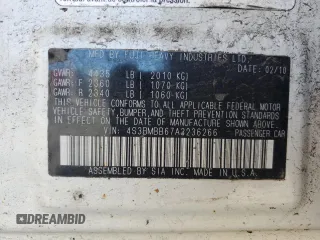 MFD. BY FUJI HEAVY INDUSTRIES LTD.
DATE: 02/10
GVWR: 4435 LB ( 2010 KG)
GAWR: F 2360 LB ( 1070 KG)
GAWR: R 2340 LB ( 1060 KG)
THIS VEHICLE CONFORMS TO ALL APPLICABLE FEDERAL MOTOR
VEHICLE SAFETY, BUMPER, AND THEFT PREVENTION STANDARDS
IN EFFECT ON THE DATE OF MANUFACTURE SHOWN ABOVE.
VIN: 4S3BMBB67A3236266 PASSENGER CAR
ASSEMBLED BY SIA INC. MADE IN U.S.A.
DREAMBID